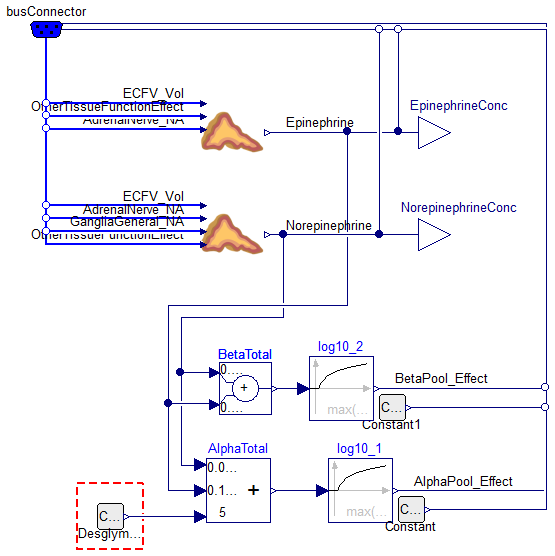 busConnector
ECFV_Vol
OtherTissueFunctionEffect
AdrenalNerve_NA
Epinephrine
EpinephrineConc
ECFV_Vol
AdrenalNerve_NA
GangliaGeneral_NA
OtherTissueFunctionEffect
Norepinephrine
NorepinephrineConc
BetaTotal
0....
+
0....
log10_2
max(...
BetaPool_Effect
C...
Constant1
AlphaTotal
0.0...
0.1...
+
5
log10_1
max(...
AlphaPool_Effect
C...
Constant
C...
Desglym...